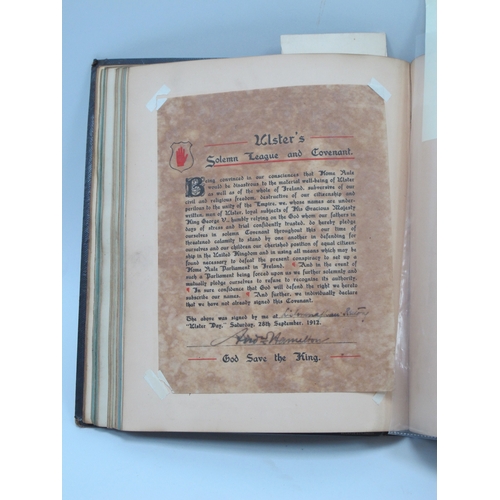 Ulster's
Solemn League and Covenant.
Being convinced in our consciences that Home Rule
would be disastrous to the material well-being of Ulster
as well as of the whole of Ireland, subversive of our
civil and religious freedom, destructive of our citizenship and
perilous to the unity of the Empire, we, whose names are under-
written, men of Ulster, loyal subjects of His Gracious Majesty
King George V., humbly relying on the God whom our fathers in
days of stress and trial confidently trusted, do hereby pledge
ourselves in solemn Covenant throughout this our time of
threatened calamity to stand by one another in defending for
ourselves and our children our cherished position of equal citizen-
ship in the United Kingdom and in using all means which may be
found necessary to defeat the present conspiracy to set up a
Home Rule Parliament in Ireland. ¶ And in the event of
such a Parliament being forced upon us we further solemnly and
mutually pledge ourselves to refuse to recognise its authority.
¶ In sure confidence that God will defend the right we hereto
subscribe our names. ¶ And further, we individually declare
that we have not already signed this Covenant.
The above was signed by me at
"Ulster Day," Saturday, 28th September, 1912.
Hamilton
God Save the King.